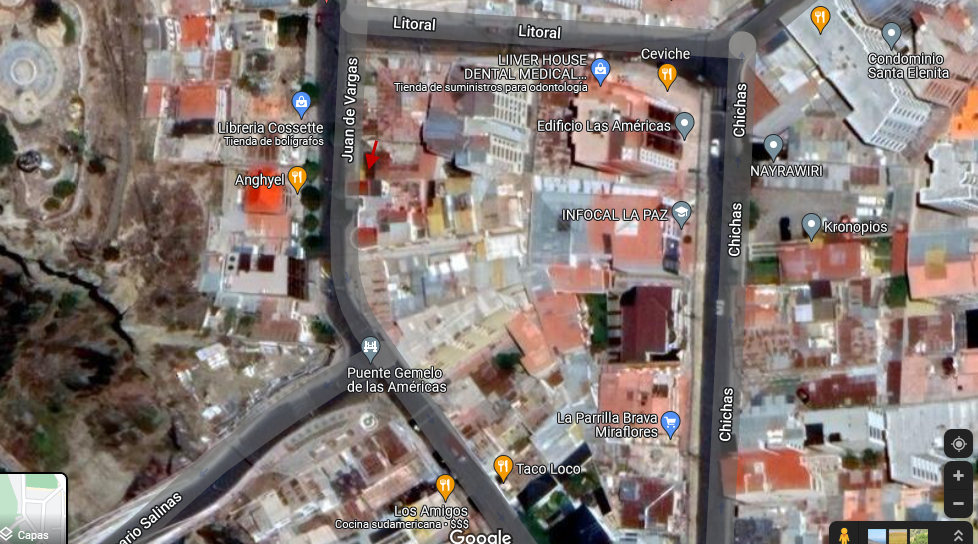 Litoral
Litoral
Juan de Vargas
LIIVER HOUSE
DENTAL MEDICAL...
Tienda de suministros para odontología
Ceviche
Condominio
Santa Elenita
Chichas
Librería Cossette
Tienda de bolígrafos
Edificio Las Américas
Anghyel
NAYRAWIRI
INFOCAL LA PAZ
Chichas
Kronopios
Puente Gemelo
de las Américas
Chichas
La Parrilla Brava
Miraflores
Taco Loco
Los Amigos
Cocina sudamericana • $$$
ario Salinas
Capas
Google